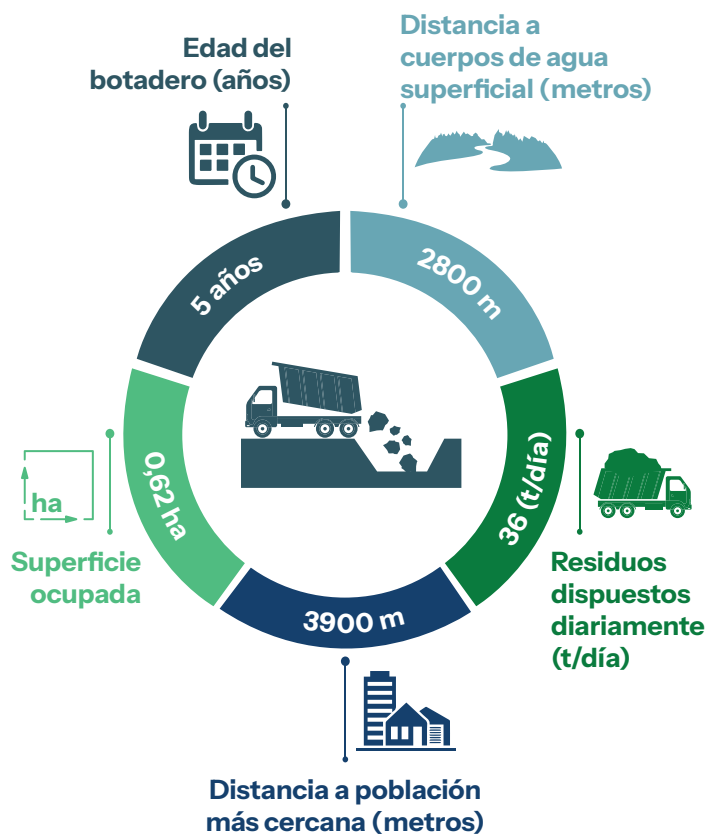 Edad del
botadero (años)
Distancia a
cuerpos de agua
superficial (metros)
5 años
2800 m
0,62 ha
36 (t/día)
3900 m
ha
Superficie
ocupada
Residuos
dispuestos
diariamente
(t/día)
Distancia a población
más cercana (metros)